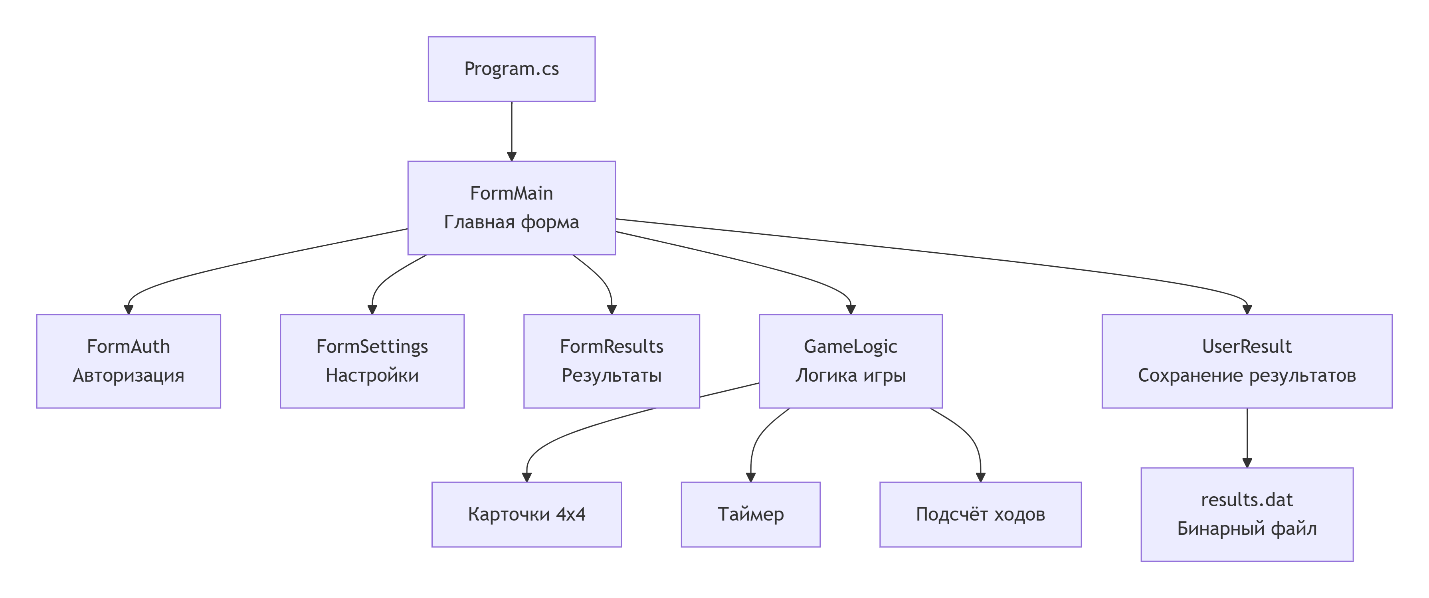 Program.cs
FormMain
Главная форма
FormAuth
Авторизация
FormSettings
Настройки
FormResults
Результаты
GameLogic
Логика игры
UserResult
Сохранение результатов
Карточки 4x4
Таймер
Подсчёт ходов
results.dat
Бинарный файл